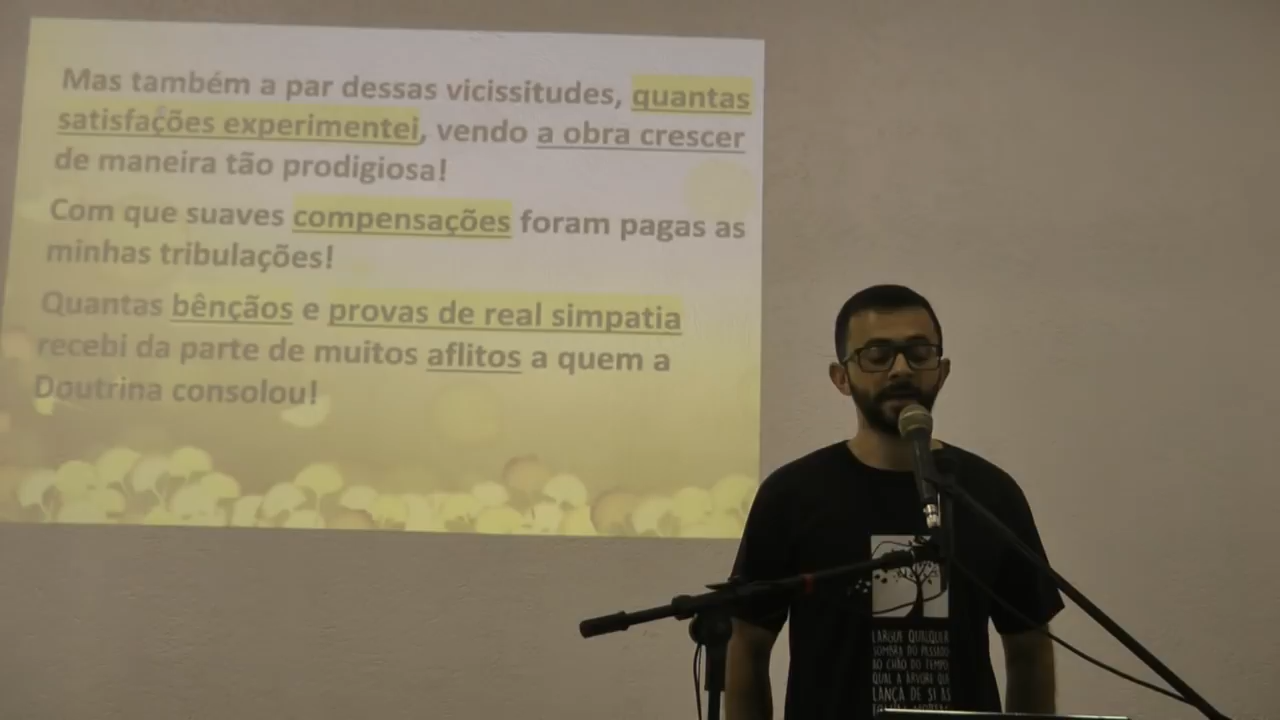 Mas também a par dessas vicissitudes, quantas
satisfações experimentei, vendo a obra crescer
de maneira tão prodigiosa!
Com que suaves compensações foram pagas as
minhas tribulações!
Quantas bênçãos e provas de real simpatia
recebi da parte de muitos aflitos a quem a
Doutrina consolou!
LARGUE QUALQUER
SOMBRA DO PASSADO
AO CHÃO DO TEMPO
QUAL A ÁRVORE QUE
LANÇA DE SI AS